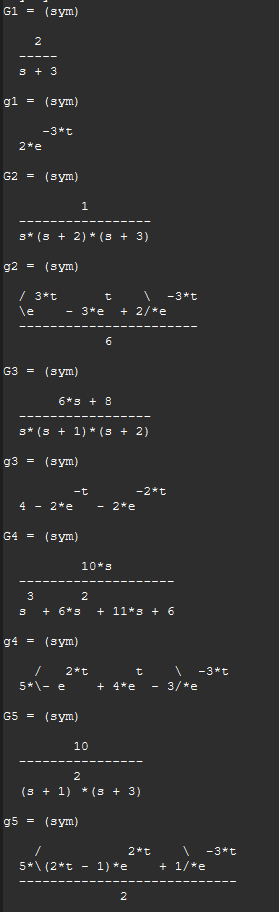 G1 = (sym)
2
-----
s + 3
g1 = (sym)
-3*t
2*e
G2 = (sym)
1
-----------------
s*(s + 2)*(s + 3)
g2 = (sym)
/ 3*t t \ -3*t
\e - 3*e + 2/*e
------------------------
6
G3 = (sym)
6*s + 8
-----------------
s*(s + 1)*(s + 2)
g3 = (sym)
-t -2*t
4 - 2*e - 2*e
G4 = (sym)
10*s
---------------------
3 2
s + 6*s + 11*s + 6
g4 = (sym)
/ 2*t t \ -3*t
5*\- e + 4*e - 3/*e
G5 = (sym)
10
----------------
2
(s + 1) *(s + 3)
g5 = (sym)
/ 2*t \ -3*t
5*\(2*t - 1)*e + 1/*e
-----------------------------
2